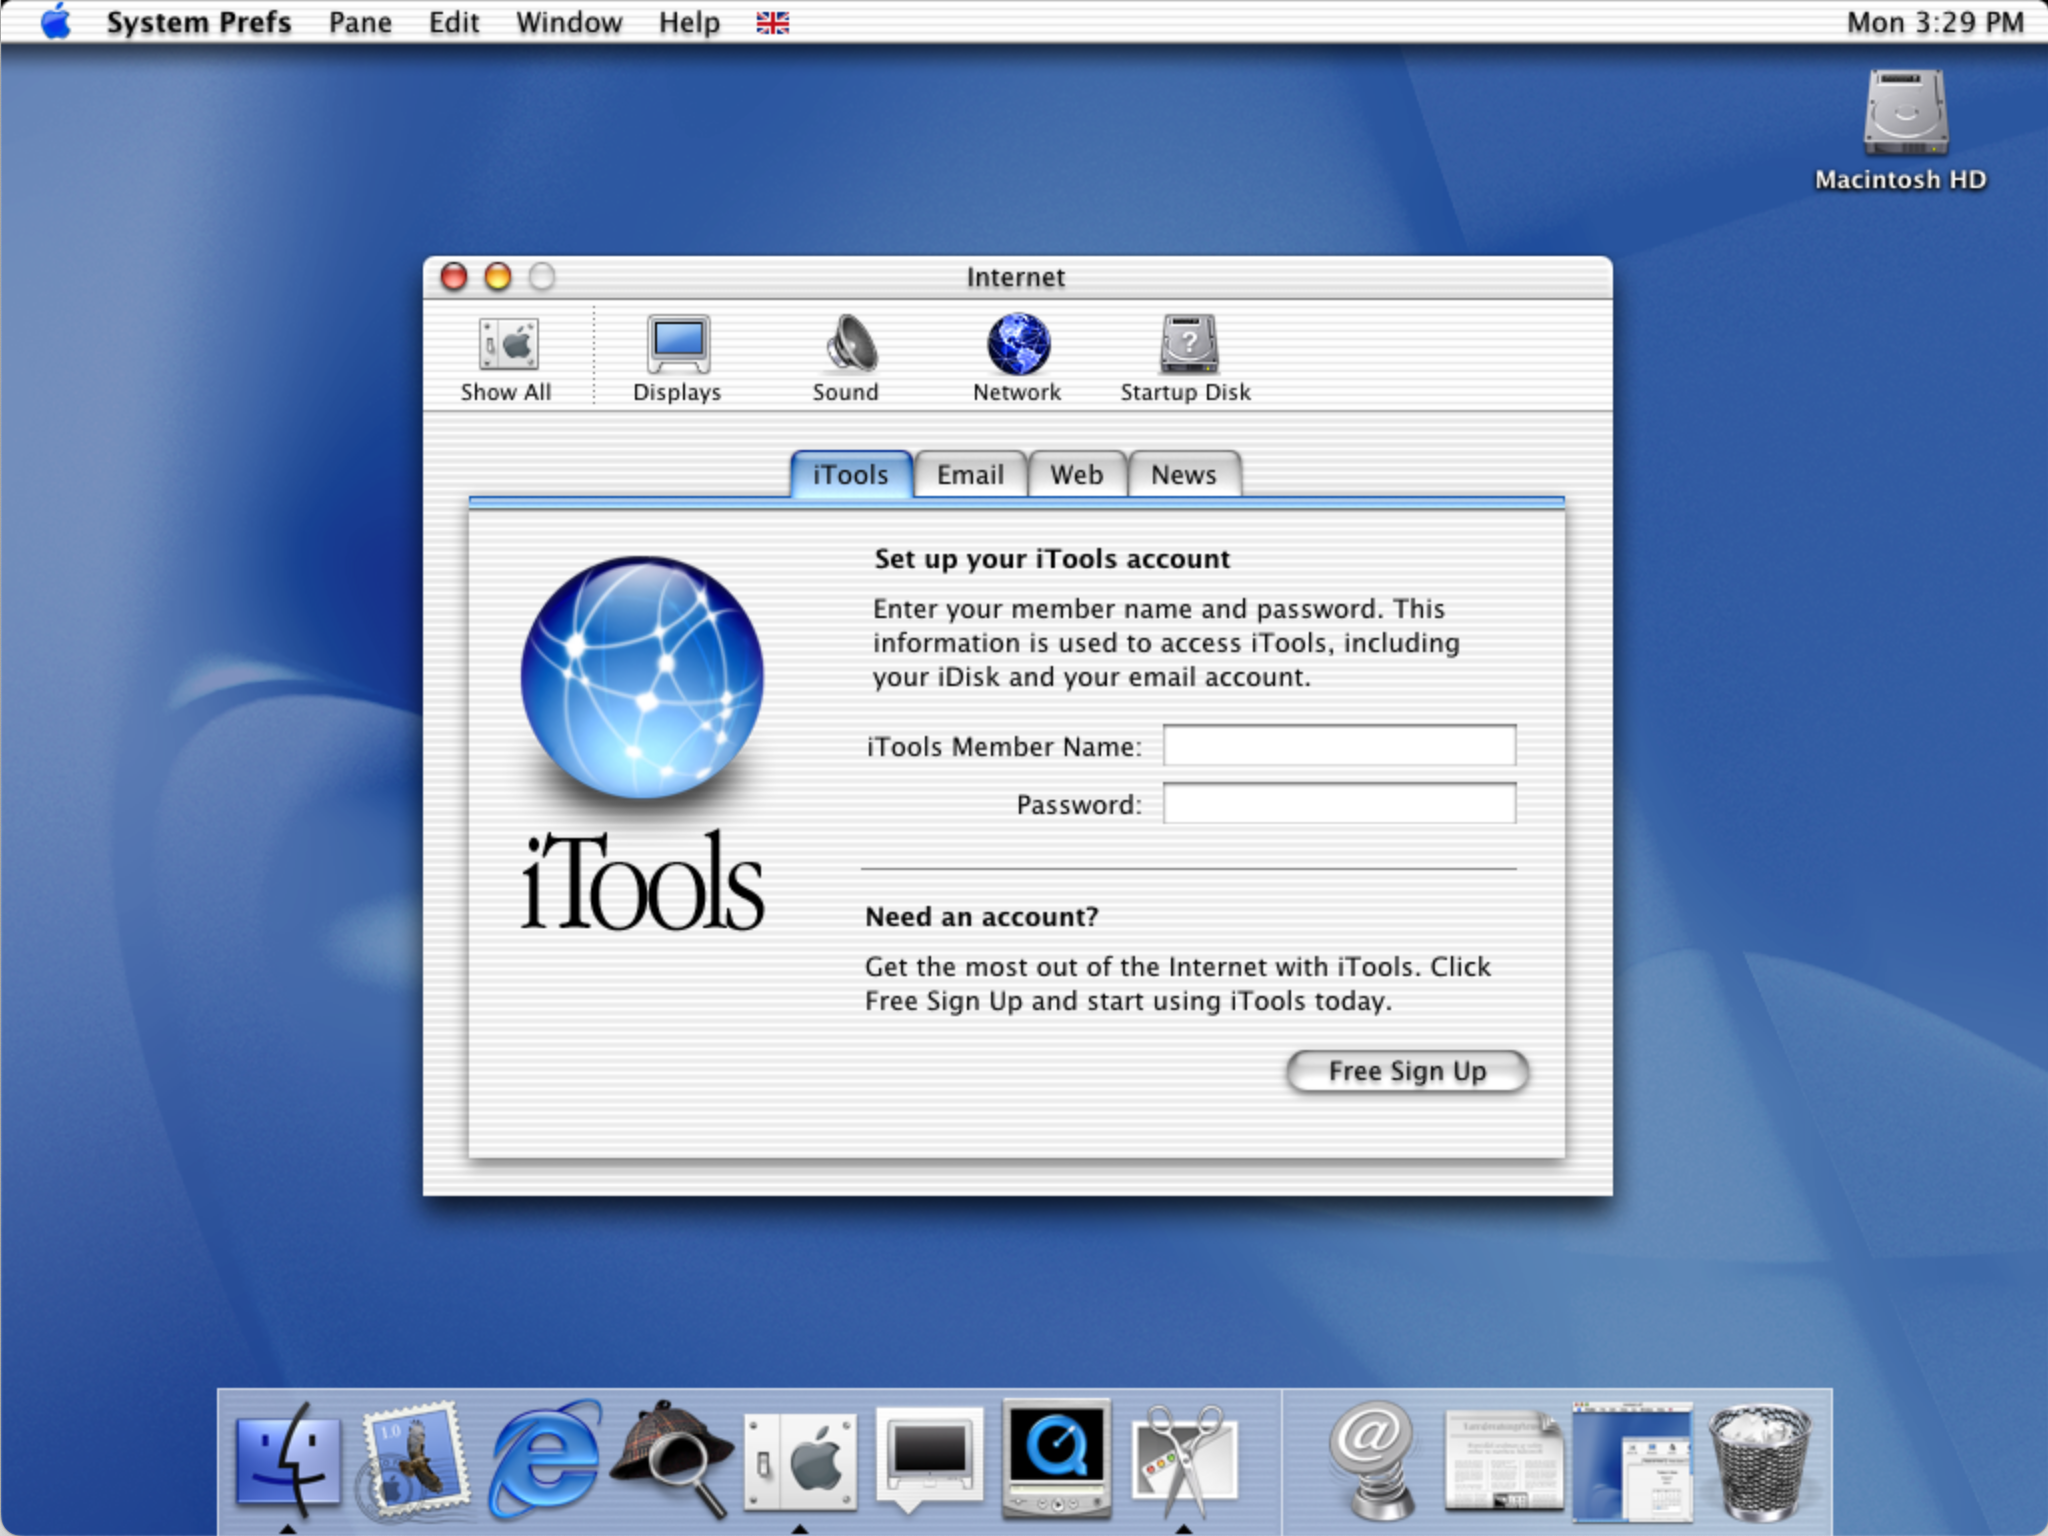 System Prefs Pane Edit Window Help Mon 3:29 PM
Macintosh HD
Internet
Show All Displays Sound Network Startup Disk
iTools Email Web News
Set up your iTools account
Enter your member name and password. This
information is used to access iTools, including
your iDisk and your email account.
iTools Member Name:
Password:
iTools
Need an account?
Get the most out of the Internet with iTools. Click
Free Sign Up and start using iTools today.
Free Sign Up
1.0
@